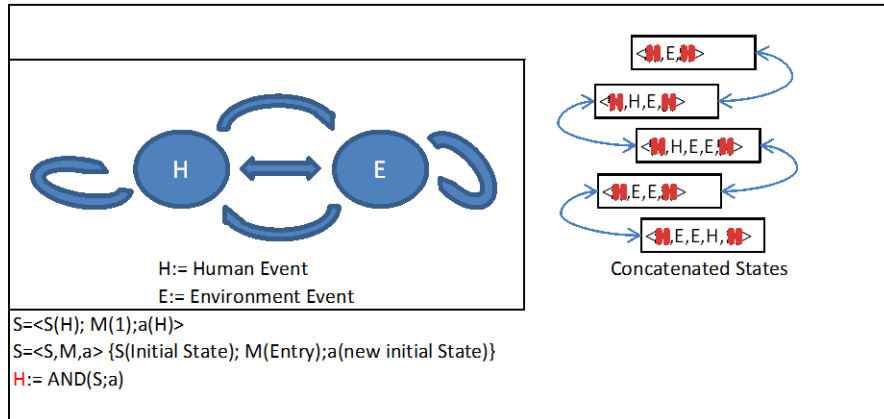 <H,E,H>
<H,H,E,H>
<H,H,E,E,H>
<H,E,E,H>
<H,E,E,H,H>
Concatenated States
H
E
H:= Human Event
E:= Environment Event
S=<S(H); M(1);a(H)>
S=<S,M,a> {S(Initial State); M(Entry);a(new initial State)}
H:= AND(S;a)